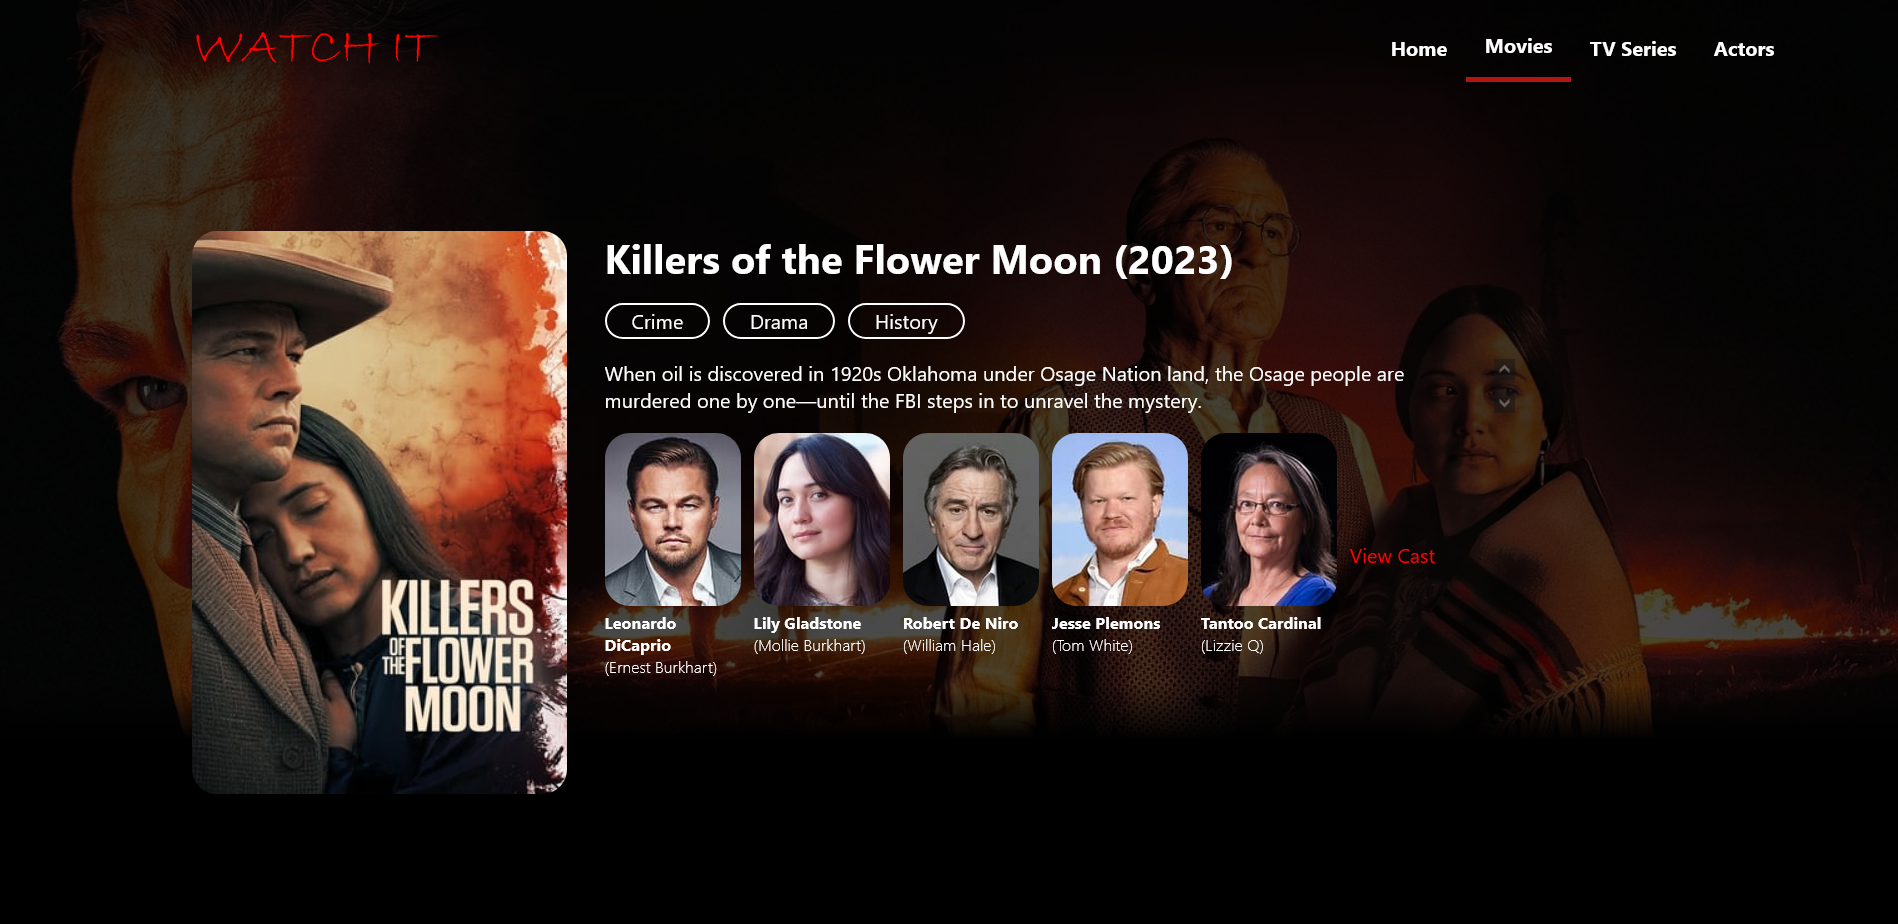 WATCH IT
Home Movies TV Series Actors
Killers of the Flower Moon (2023)
Crime Drama History
When oil is discovered in 1920s Oklahoma under Osage Nation land, the Osage people are
murdered one by one—until the FBI steps in to unravel the mystery.
View Cast
Leonardo
DiCaprio
(Ernest Burkhart)
Lily Gladstone
(Mollie Burkhart)
Robert De Niro
(William Hale)
Jesse Plemons
(Tom White)
Tantoo Cardinal
(Lizzie Q)
KILLERS
OF THE FLOWER
MOON